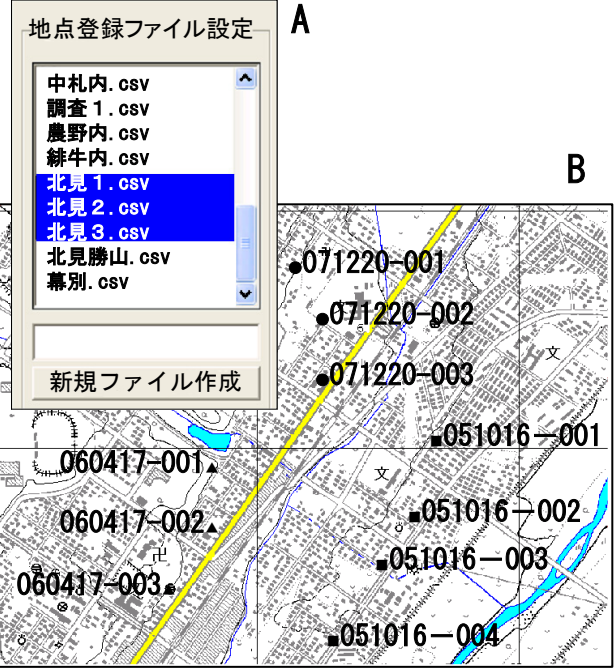 地点登録ファイル設定
A
中札内.csv
調査１.csv
農野内.csv
緋牛内.csv
北見１.csv
北見２.csv
北見３.csv
北見勝山.csv
幕別.csv
新規ファイル作成
B
071220-001
071220-002
071220-003
文
051016－001
060417-001
文
051016－002
060417-002
卍
051016－003
060417-003
051016－004